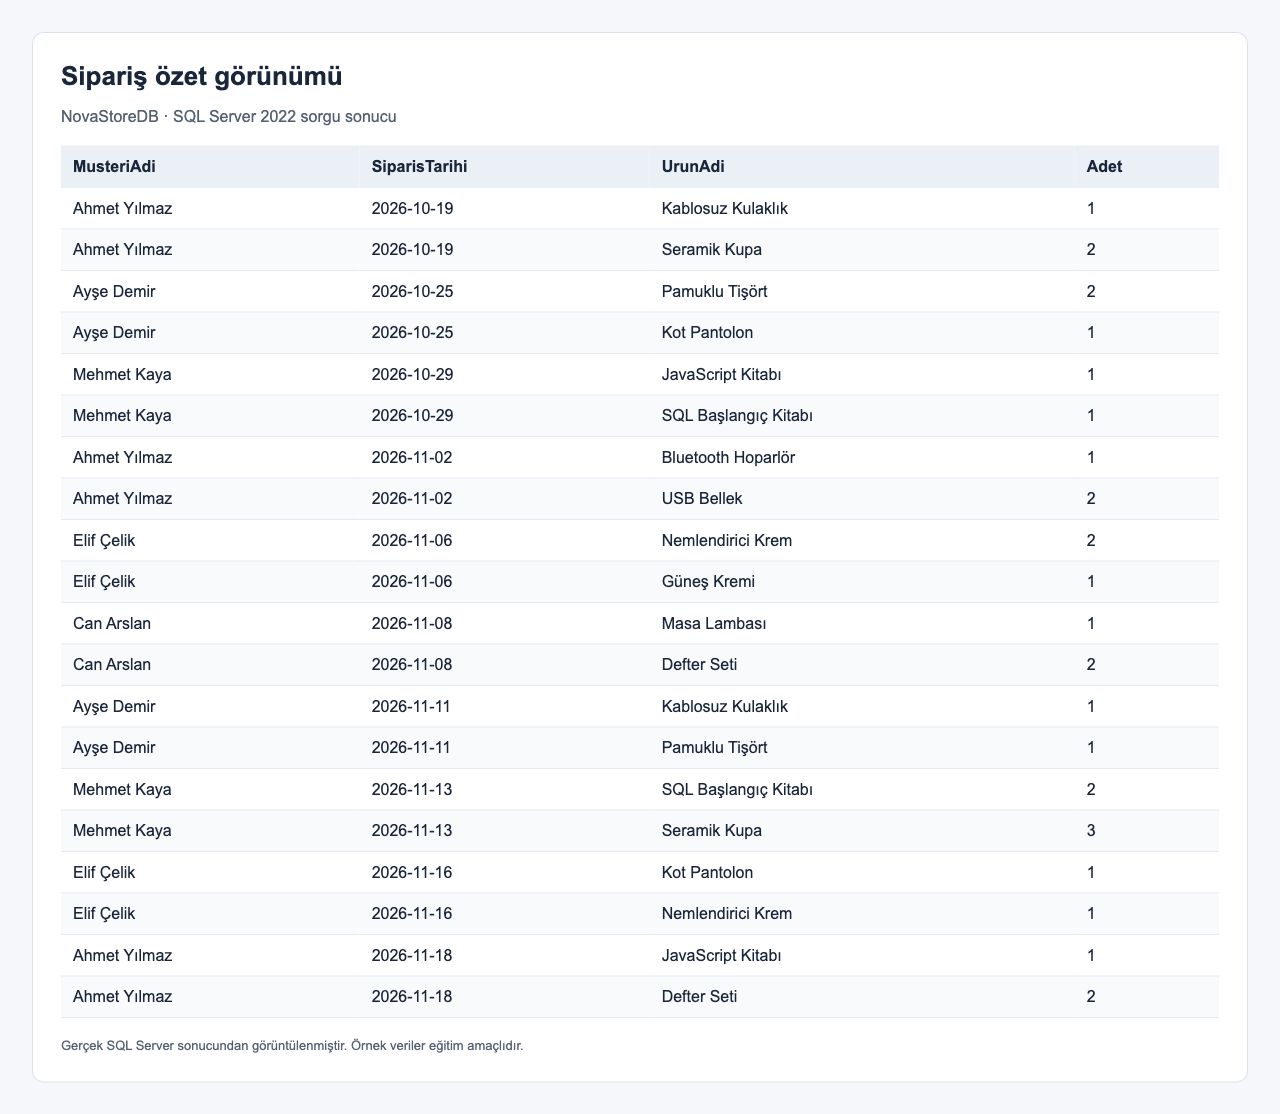 Sipariş özet görünümü
NovaStoreDB · SQL Server 2022 sorgu sonucu
MusteriAdi SiparisTarihi UrunAdi Adet
Ahmet Yılmaz 2026-10-19 Kablosuz Kulaklık 1
Ahmet Yılmaz 2026-10-19 Seramik Kupa 2
Ayşe Demir 2026-10-25 Pamuklu Tişört 2
Ayşe Demir 2026-10-25 Kot Pantolon 1
Mehmet Kaya 2026-10-29 JavaScript Kitabı 1
Mehmet Kaya 2026-10-29 SQL Başlangıç Kitabı 1
Ahmet Yılmaz 2026-11-02 Bluetooth Hoparlör 1
Ahmet Yılmaz 2026-11-02 USB Bellek 2
Elif Çelik 2026-11-06 Nemlendirici Krem 2
Elif Çelik 2026-11-06 Güneş Kremi 1
Can Arslan 2026-11-08 Masa Lambası 1
Can Arslan 2026-11-08 Defter Seti 2
Ayşe Demir 2026-11-11 Kablosuz Kulaklık 1
Ayşe Demir 2026-11-11 Pamuklu Tişört 1
Mehmet Kaya 2026-11-13 SQL Başlangıç Kitabı 2
Mehmet Kaya 2026-11-13 Seramik Kupa 3
Elif Çelik 2026-11-16 Kot Pantolon 1
Elif Çelik 2026-11-16 Nemlendirici Krem 1
Ahmet Yılmaz 2026-11-18 JavaScript Kitabı 1
Ahmet Yılmaz 2026-11-18 Defter Seti 2
Gerçek SQL Server sonucundan görüntülenmiştir. Örnek veriler eğitim amaçlıdır.